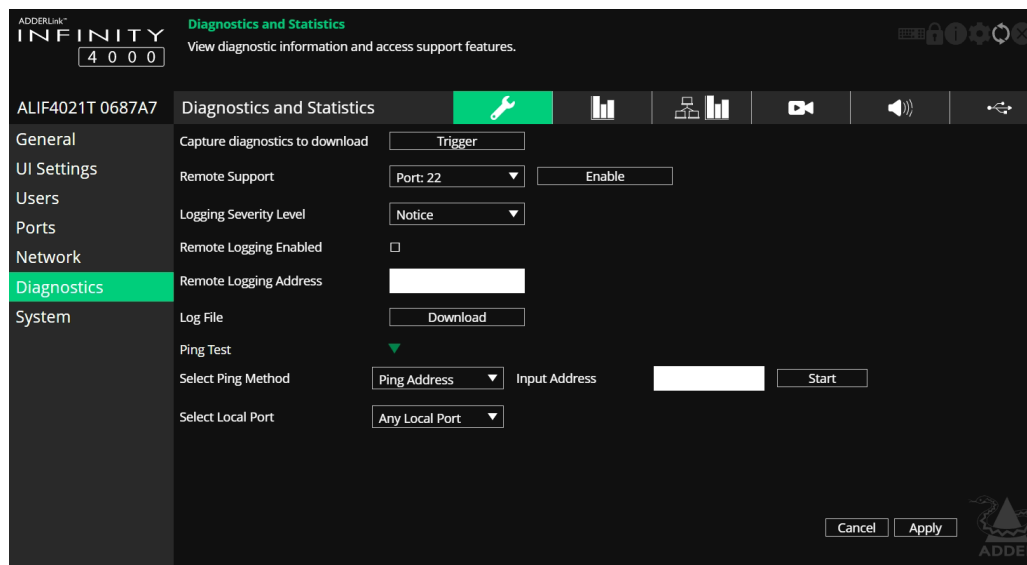 ADDERLink™
INFINITY
4000
Diagnostics and Statistics
View diagnostic information and access support features.
ALIF4021T 0687A7
Diagnostics and Statistics
General
UI Settings
Users
Ports
Network
Diagnostics
System
Capture diagnostics to download Trigger
Remote Support Port: 22 Enable
Logging Severity Level Notice
Remote Logging Enabled
Remote Logging Address
Log File Download
Ping Test
Select Ping Method Ping Address Input Address Start
Select Local Port Any Local Port
Cancel Apply
ADDE